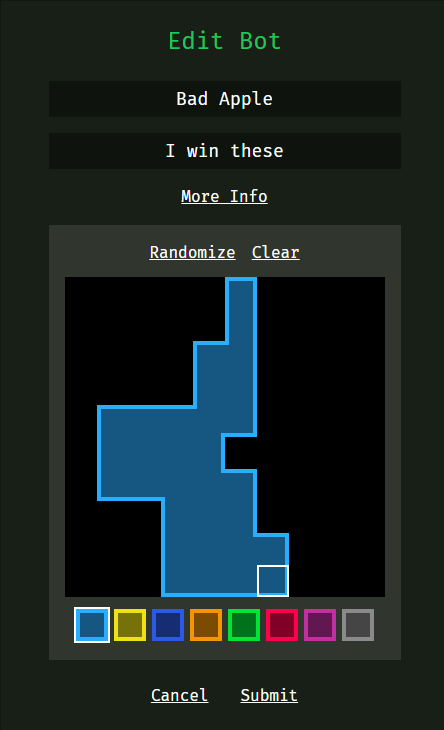 Edit Bot
Bad Apple
I win these
More Info
Randomize Clear
Cancel Submit